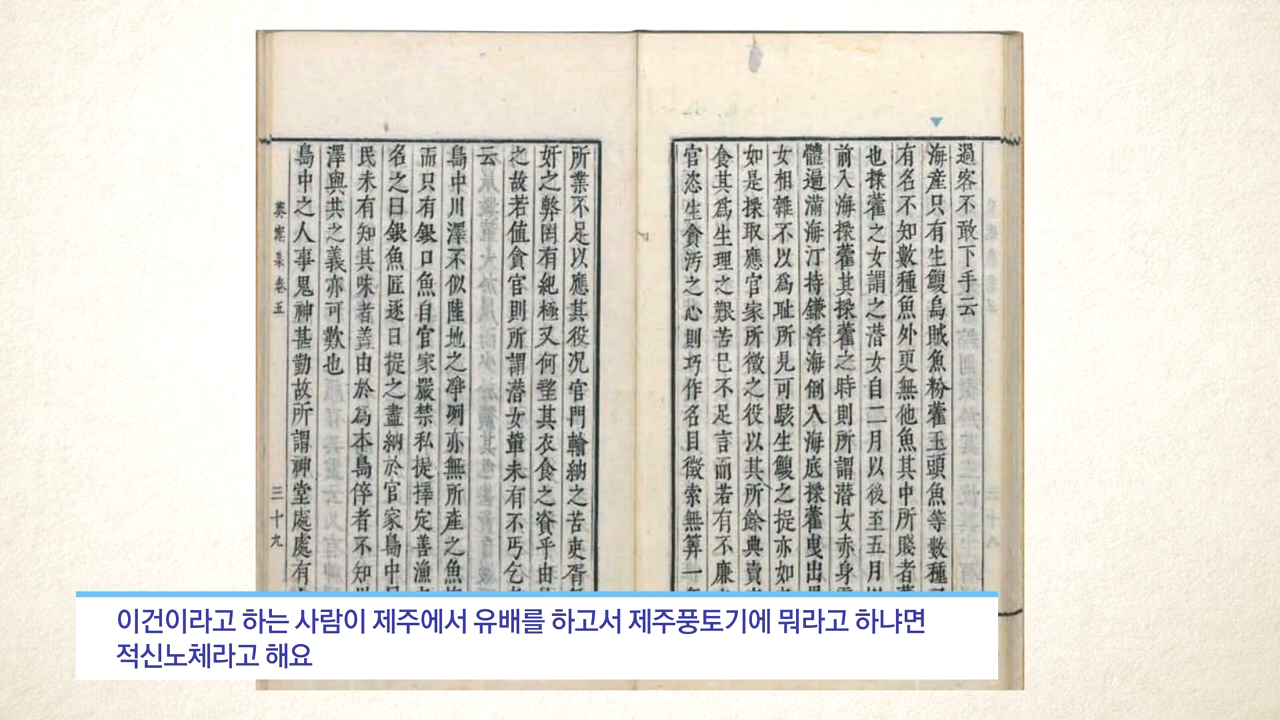 過客不敢下手云
海産只有生鰒烏賊魚粉藿玉頭魚等數種
有名不知數種魚外更無他魚其中所賤者
也採藿之女謂之潛女自二月以後至五月以
前入海採藿其採藿之時則所謂潛女赤身
體遍滿海汀持鎌浮海倒入海底採藿曳出
女相雜不以爲恥所見可駭生鰒之捉亦如
如是採取應官家所徵之役以其所餘典賣
食其爲生理之艱苦已不足言而若有不廉
官恣生貪汚之心則巧作名目徵索無算一
所業不足以應其役况官門輸納之苦吏胥
奸之弊罔有紀極又何望其衣食之資乎由
之故若値貪官則所謂潛女輩未有不丐乞
云
島中川澤不似陸地之瀞冽亦無所産之魚
而只有銀口魚自官家嚴禁私捉擇定善漁
名之曰銀魚匠逐日捉之盡納於官家島中
民未有知其味者盖由於爲本島倅者不知
澤與共之義亦可歎也
島中之人事鬼神甚勤故所謂神堂處處有
葵窓集卷五
三十九
이건이라고 하는 사람이 제주에서 유배를 하고서 제주풍토기에 뭐라고 하냐면
적신노체라고 해요